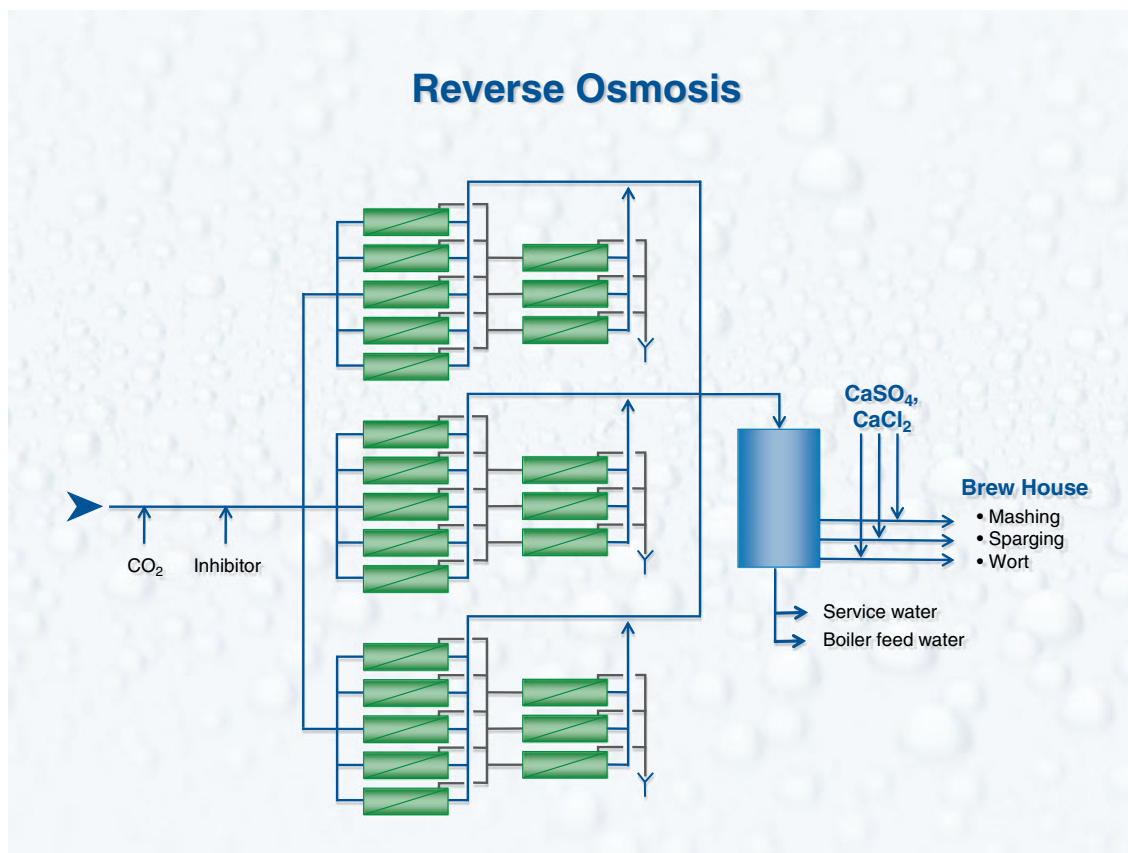 Reverse Osmosis
CaSO₄,
CaCl₂
Brew House
• Mashing
• Sparging
• Wort
CO₂
Inhibitor
Service water
Boiler feed water